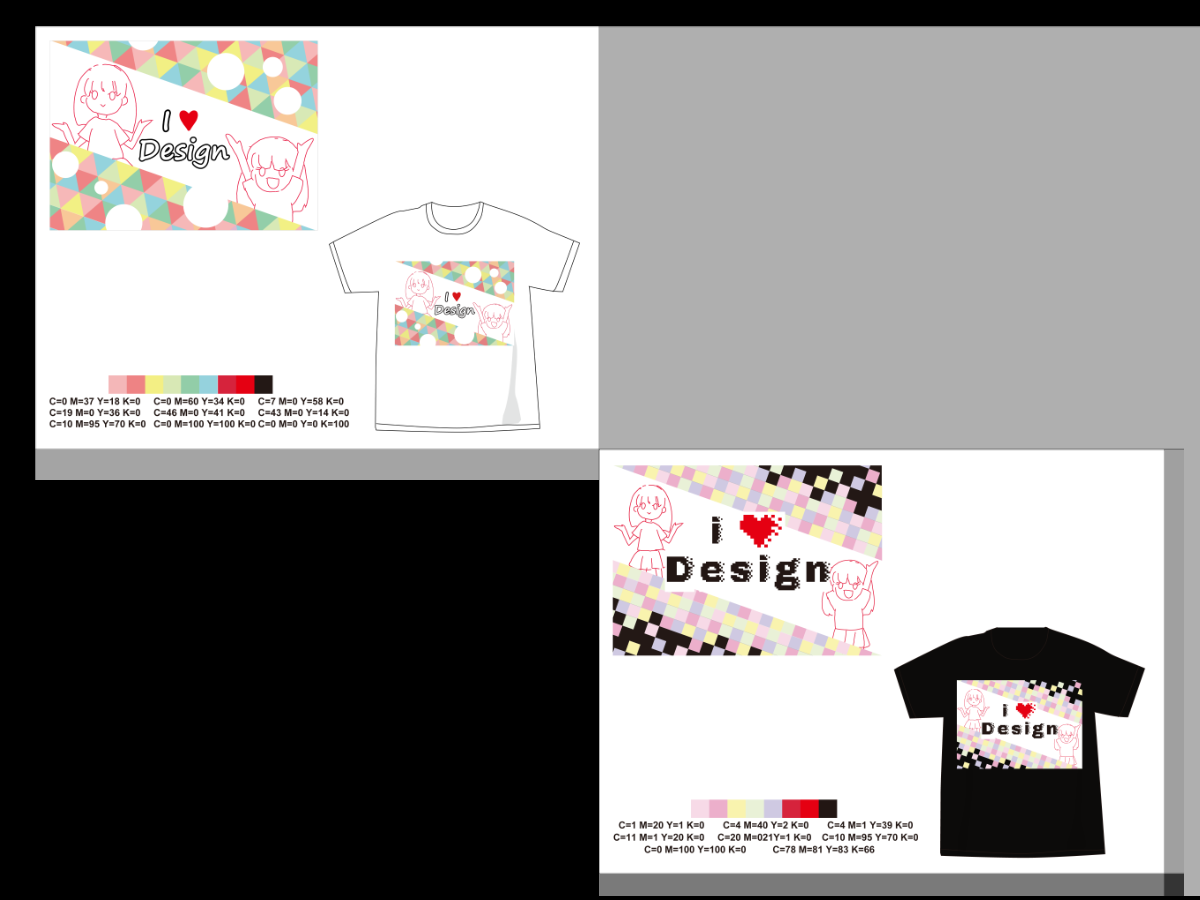 I ♥
Design
I ♥
Design
C=0 M=37 Y=18 K=0 C=0 M=60 Y=34 K=0 C=7 M=0 Y=58 K=0
C=19 M=0 Y=36 K=0 C=46 M=0 Y=41 K=0 C=43 M=0 Y=14 K=0
C=10 M=95 Y=70 K=0 C=0 M=100 Y=100 K=0 C=0 M=0 Y=0 K=100
i ♥
Design
i ♥
Design
C=1 M=20 Y=1 K=0 C=4 M=40 Y=2 K=0 C=4 M=1 Y=39 K=0
C=11 M=1 Y=20 K=0 C=20 M=021Y=1 K=0 C=10 M=95 Y=70 K=0
C=0 M=100 Y=100 K=0 C=78 M=81 Y=83 K=66